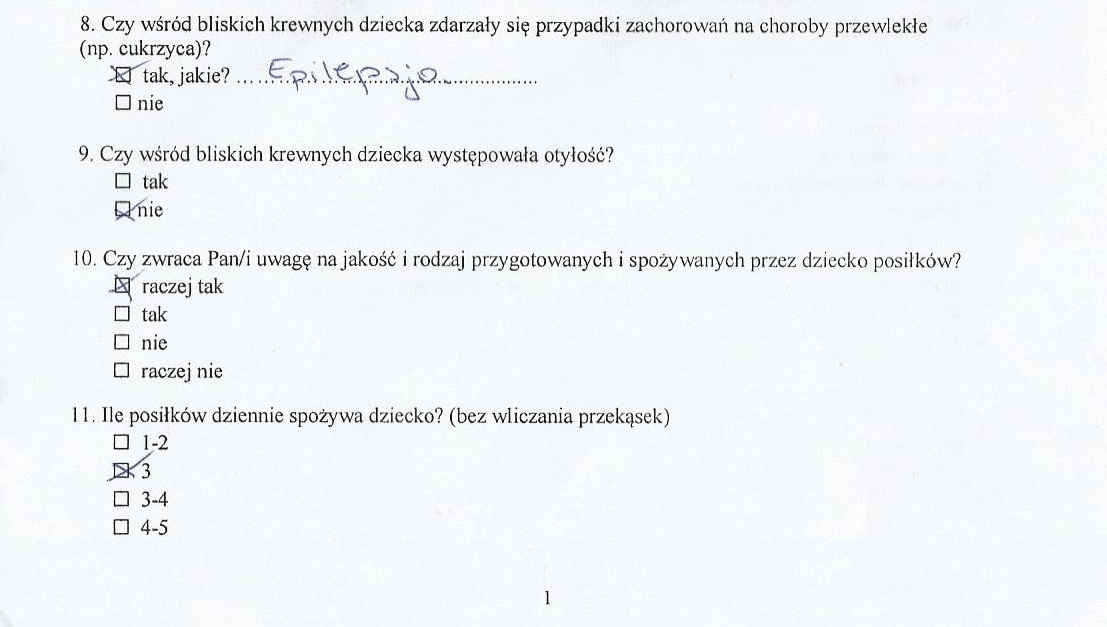 8. Czy wśród bliskich krewnych dziecka zdarzały się przypadki zachorowań na choroby przewlekłe
(np. cukrzyca)?
☒ tak, jakie? ..... Epilepsja ..................
☐ nie
9. Czy wśród bliskich krewnych dziecka występowała otyłość?
☐ tak
☒ nie
10. Czy zwraca Pan/i uwagę na jakość i rodzaj przygotowanych i spożywanych przez dziecko posiłków?
☒ raczej tak
☐ tak
☐ nie
☐ raczej nie
11. Ile posiłków dziennie spożywa dziecko? (bez wliczania przekąsek)
☐ 1-2
☒ 3
☐ 3-4
☐ 4-5
1